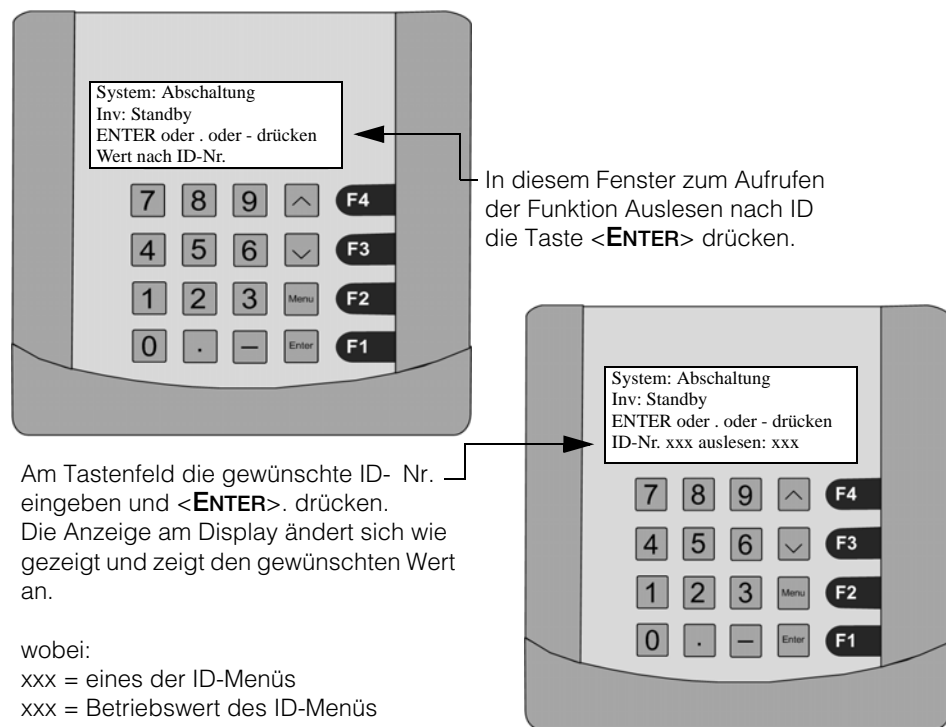 System: Abschaltung
Inv: Standby
ENTER oder . oder - drücken
Wert nach ID-Nr.
7 8 9 F4
4 5 6 F3
1 2 3 Menu F2
0 . – Enter F1
In diesem Fenster zum Aufrufen
der Funktion Auslesen nach ID
die Taste <ENTER> drücken.
System: Abschaltung
Inv: Standby
ENTER oder . oder - drücken
ID-Nr. xxx auslesen: xxx
7 8 9 F4
4 5 6 F3
1 2 3 Menu F2
0 . – Enter F1
Am Tastenfeld die gewünschte ID- Nr.
eingeben und <ENTER>. drücken.
Die Anzeige am Display ändert sich wie
gezeigt und zeigt den gewünschten Wert
an.
wobei:
xxx = eines der ID-Menüs
xxx = Betriebswert des ID-Menüs